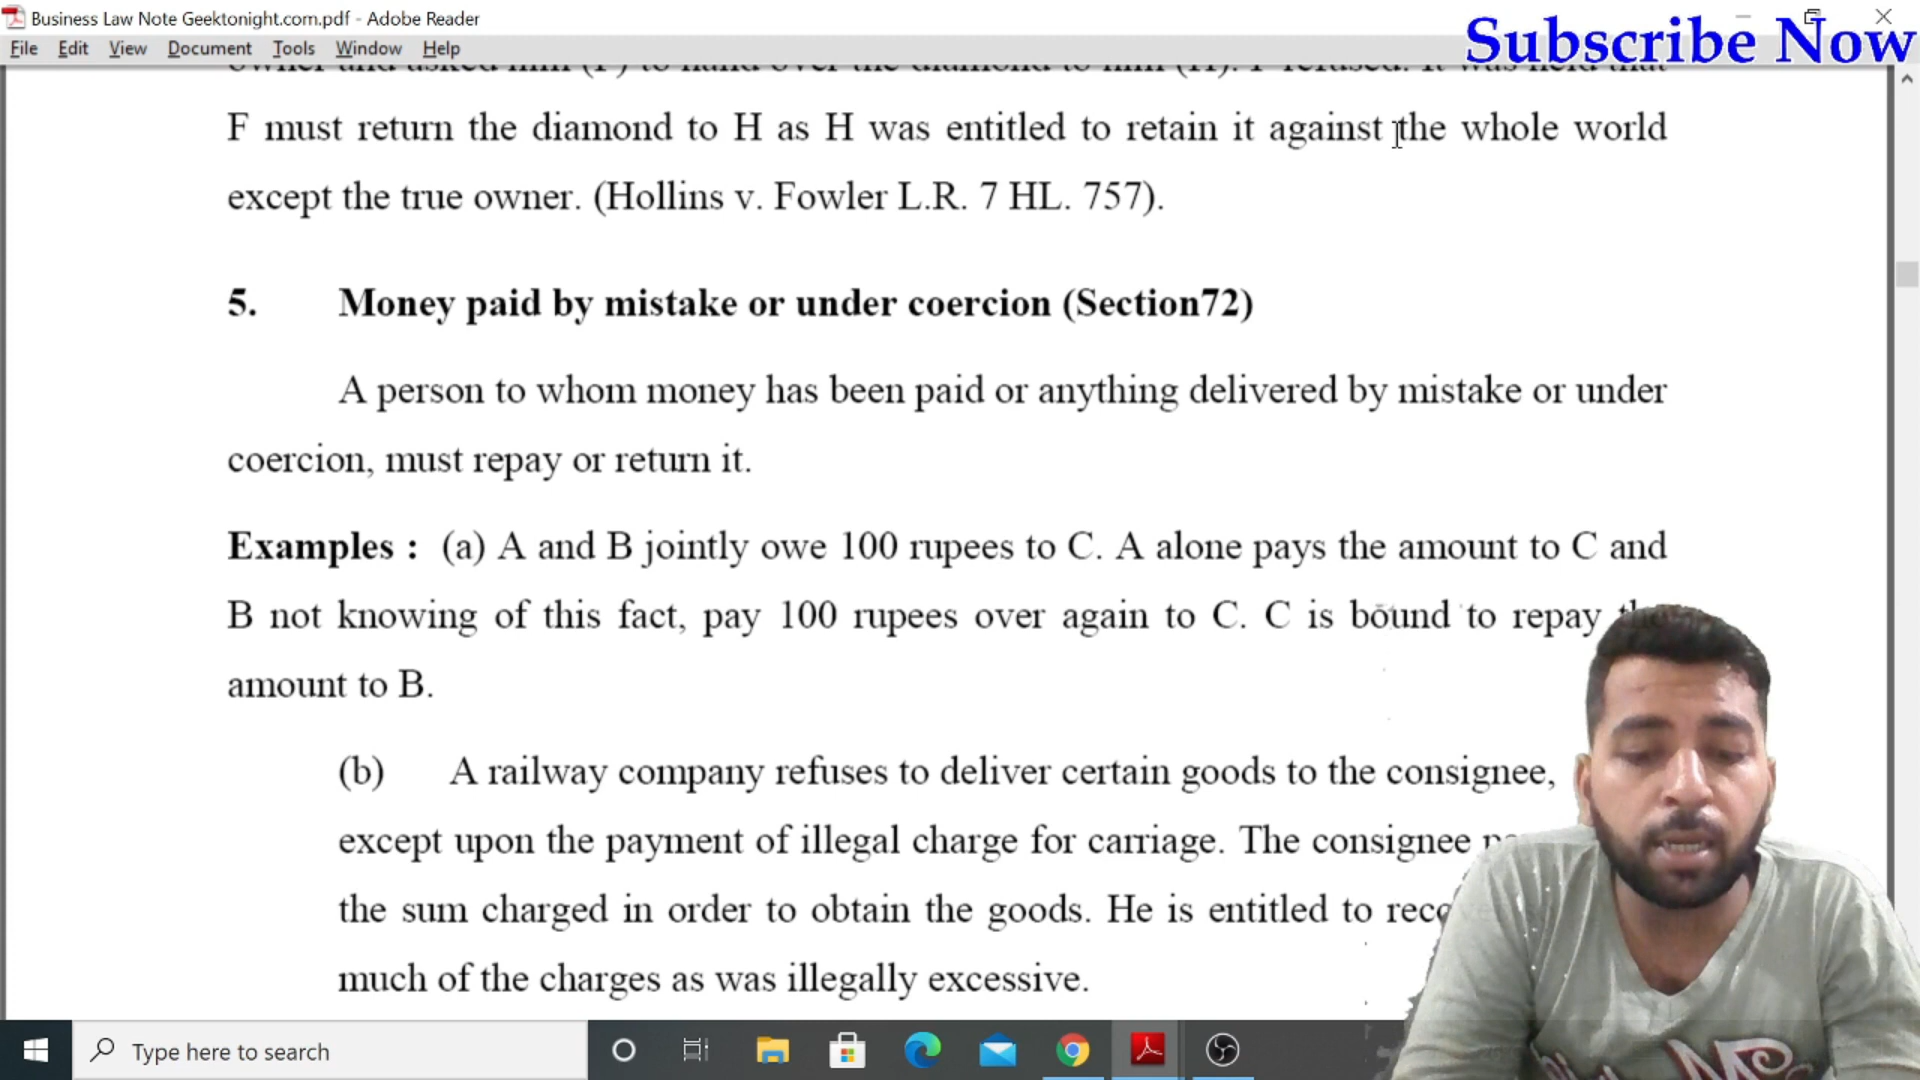 Business Law Note Geektonight.com.pdf - Adobe Reader
Subscribe Now
File Edit View Document Tools Window Help
F must return the diamond to H as H was entitled to retain it against the whole world
except the true owner. (Hollins v. Fowler L.R. 7 HL. 757).
5. Money paid by mistake or under coercion (Section72)
A person to whom money has been paid or anything delivered by mistake or under
coercion, must repay or return it.
Examples : (a) A and B jointly owe 100 rupees to C. A alone pays the amount to C and
B not knowing of this fact, pay 100 rupees over again to C. C is bound to repay
amount to B.
(b) A railway company refuses to deliver certain goods to the consignee,
except upon the payment of illegal charge for carriage. The consignee
the sum charged in order to obtain the goods. He is entitled to
much of the charges as was illegally excessive.
Type here to search